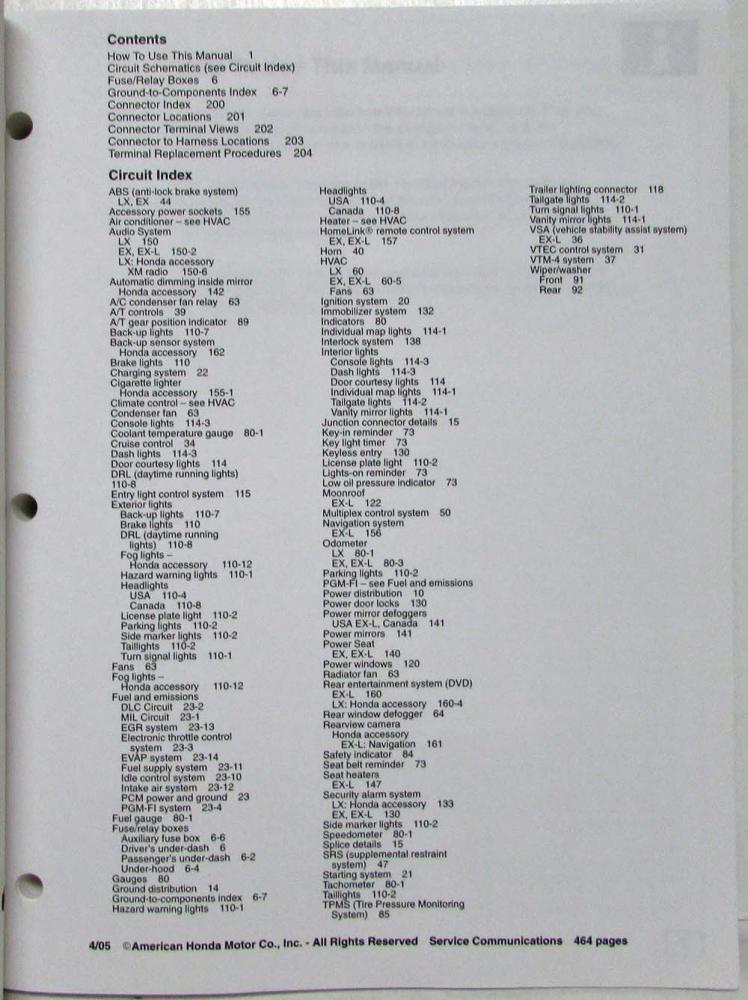 Contents
How To Use This Manual 1
Circuit Schematics (see Circuit Index)
Fuse/Relay Boxes 6
Ground-to-Components Index 6-7
Connector Index 200
Connector Locations 201
Connector Terminal Views 202
Connector to Harness Locations 203
Terminal Replacement Procedures 204
Circuit Index
ABS (anti-lock brake system)
LX, EX 44
Accessory power sockets 155
Air conditioner – see HVAC
Audio System
LX 150
EX, EX-L 150-2
LX: Honda accessory
XM radio 150-6
Automatic dimming inside mirror
Honda accessory 142
A/C condenser fan relay 63
A/T controls 39
A/T gear position indicator 89
Back-up lights 110-7
Back-up sensor system
Honda accessory 162
Brake lights 110
Charging system 22
Cigarette lighter
Honda accessory 155-1
Climate control – see HVAC
Condenser fan 63
Console lights 114-3
Coolant temperature gauge 80-1
Cruise control 34
Dash lights 114-3
Door courtesy lights 114
DRL (daytime running lights)
110-8
Entry light control system 115
Exterior lights
Back-up lights 110-7
Brake lights 110
DRL (daytime running
lights) 110-8
Fog lights –
Honda accessory 110-12
Hazard warning lights 110-1
Headlights
USA 110-4
Canada 110-8
License plate light 110-2
Parking lights 110-2
Side marker lights 110-2
Taillights 110-2
Turn signal lights 110-1
Fans 63
Fog lights –
Honda accessory 110-12
Fuel and emissions
DLC Circuit 23-2
MIL Circuit 23-1
EGR system 23-13
Electronic throttle control
system 23-3
EVAP system 23-14
Fuel supply system 23-11
Idle control system 23-10
Intake air system 23-12
PCM power and ground 23
PGM-FI system 23-4
Fuel gauge 80-1
Fuse/relay boxes
Auxiliary fuse box 6-6
Driver's under-dash 6
Passenger's under-dash 6-2
Under-hood 6-4
Gauges 80
Ground distribution 14
Ground-to-components index 6-7
Hazard warning lights 110-1
Headlights
USA 110-4
Canada 110-8
Heater – see HVAC
HomeLink® remote control system
EX, EX-L 157
Horn 40
HVAC
LX 60
EX, EX-L 60-5
Fans 63
Ignition system 20
Immobilizer system 132
Indicators 80
Individual map lights 114-1
Interlock system 138
Interior lights
Console lights 114-3
Dash lights 114-3
Door courtesy lights 114
Individual map lights 114-1
Tailgate lights 114-2
Vanity mirror lights 114-1
Junction connector details 15
Key-in reminder 73
Key light timer 73
Keyless entry 130
License plate light 110-2
Lights-on reminder 73
Low oil pressure indicator 73
Moonroof
EX-L 122
Multiplex control system 50
Navigation system
EX-L 156
Odometer
LX 80-1
EX, EX-L 80-3
Parking lights 110-2
PGM-FI – see Fuel and emissions
Power distribution 10
Power door locks 130
Power mirror defoggers
USA EX-L, Canada 141
Power mirrors 141
Power Seat
EX, EX-L 140
Power windows 120
Radiator fan 63
Rear entertainment system (DVD)
EX-L 160
LX: Honda accessory 160-4
Rear window defogger 64
Rearview camera
Honda accessory
EX-L: Navigation 161
Safety indicator 84
Seat belt reminder 73
Seat heaters
EX-L 147
Security alarm system
LX: Honda accessory 133
EX, EX-L 130
Side marker lights 110-2
Speedometer 80-1
Splice details 15
SRS (supplemental restraint
system) 47
Starting system 21
Tachometer 80-1
Taillights 110-2
TPMS (Tire Pressure Monitoring
System) 85
Trailer lighting connector 118
Tailgate lights 114-2
Turn signal lights 110-1
Vanity mirror lights 114-1
VSA (vehicle stability assist system)
EX-L 36
VTEC control system 31
VTM-4 system 37
Wiper/washer
Front 91
Rear 92
4/05 ©American Honda Motor Co., Inc. - All Rights Reserved Service Communications 464 pages